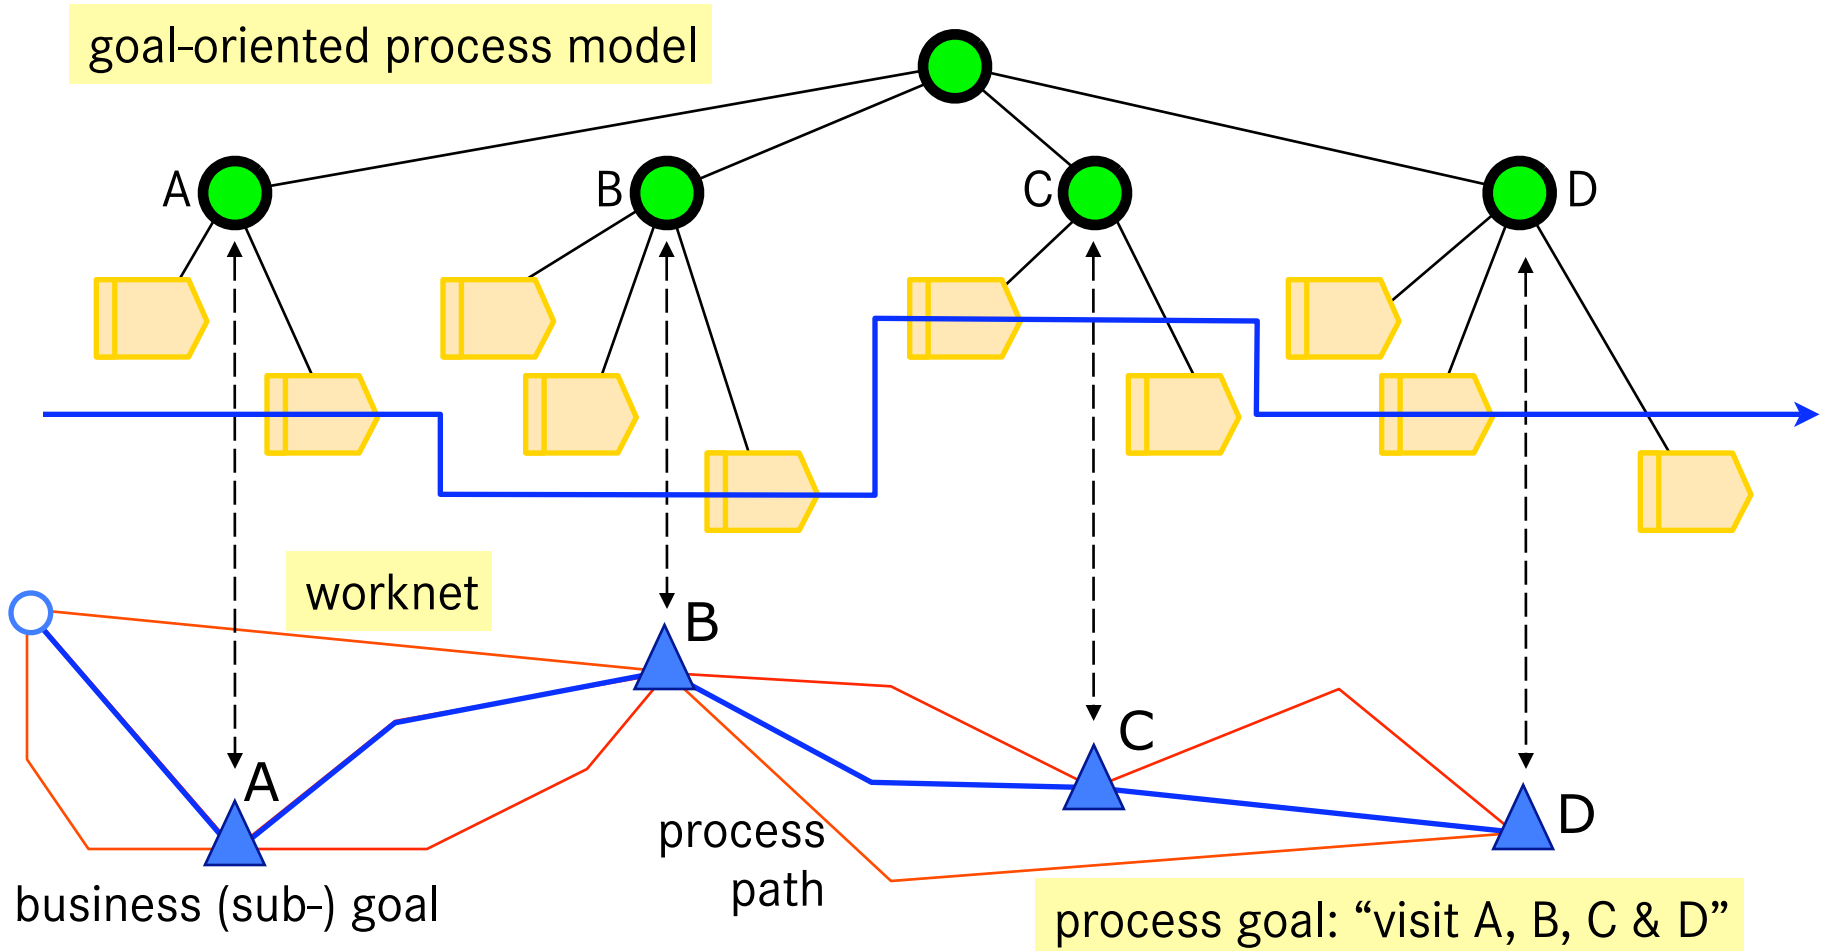 goal-oriented process model
A
B
C
D
worknet
B
C
A
D
process
path
business (sub-) goal
process goal: “visit A, B, C & D”